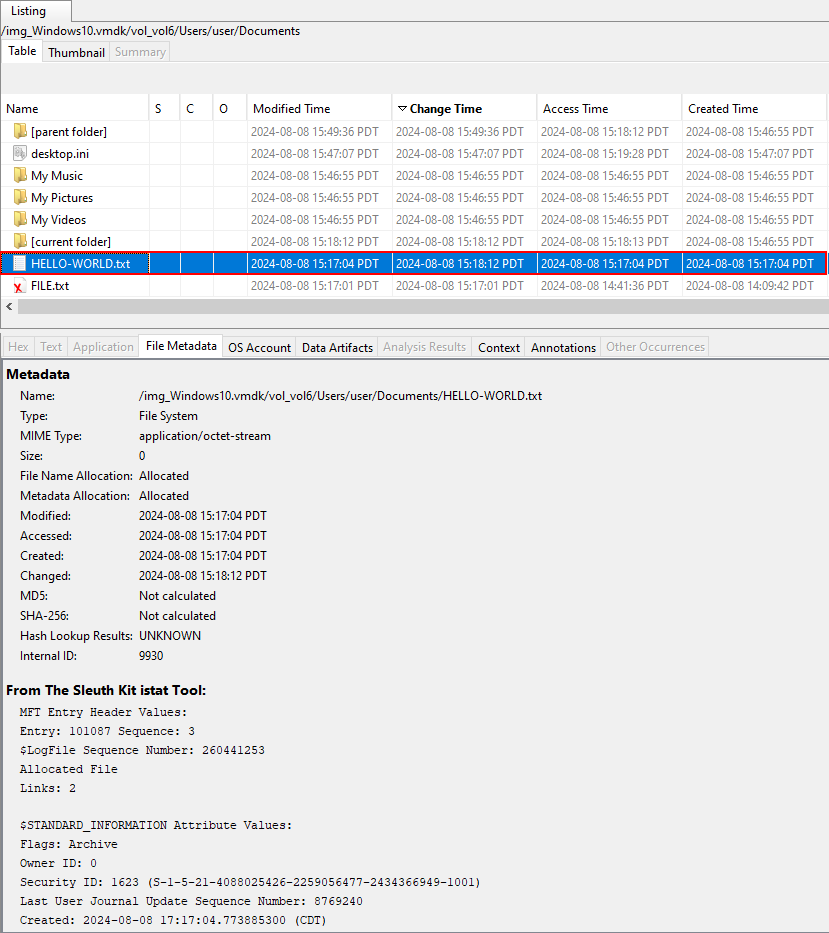 Listing
/img_Windows10.vmdk/vol_vol6/Users/user/Documents
Table Thumbnail Summary
Name S C O Modified Time Change Time Access Time Created Time
[parent folder] 2024-08-08 15:49:36 PDT 2024-08-08 15:49:36 PDT 2024-08-08 15:18:12 PDT 2024-08-08 15:46:55 PDT
desktop.ini 2024-08-08 15:47:07 PDT 2024-08-08 15:47:07 PDT 2024-08-08 15:19:28 PDT 2024-08-08 15:47:07 PDT
My Music 2024-08-08 15:46:55 PDT 2024-08-08 15:46:55 PDT 2024-08-08 15:46:55 PDT 2024-08-08 15:46:55 PDT
My Pictures 2024-08-08 15:46:55 PDT 2024-08-08 15:46:55 PDT 2024-08-08 15:46:55 PDT 2024-08-08 15:46:55 PDT
My Videos 2024-08-08 15:46:55 PDT 2024-08-08 15:46:55 PDT 2024-08-08 15:46:55 PDT 2024-08-08 15:46:55 PDT
[current folder] 2024-08-08 15:18:12 PDT 2024-08-08 15:18:12 PDT 2024-08-08 15:18:13 PDT 2024-08-08 15:46:55 PDT
HELLO-WORLD.txt 2024-08-08 15:17:04 PDT 2024-08-08 15:18:12 PDT 2024-08-08 15:17:04 PDT 2024-08-08 15:17:04 PDT
FILE.txt 2024-08-08 15:17:01 PDT 2024-08-08 15:17:01 PDT 2024-08-08 14:41:36 PDT 2024-08-08 14:09:42 PDT
Hex Text Application File Metadata OS Account Data Artifacts Analysis Results Context Annotations Other Occurrences
Metadata
Name: /img_Windows10.vmdk/vol_vol6/Users/user/Documents/HELLO-WORLD.txt
Type: File System
MIME Type: application/octet-stream
Size: 0
File Name Allocation: Allocated
Metadata Allocation: Allocated
Modified: 2024-08-08 15:17:04 PDT
Accessed: 2024-08-08 15:17:04 PDT
Created: 2024-08-08 15:17:04 PDT
Changed: 2024-08-08 15:18:12 PDT
MD5: Not calculated
SHA-256: Not calculated
Hash Lookup Results: UNKNOWN
Internal ID: 9930
From The Sleuth Kit istat Tool:
MFT Entry Header Values:
Entry: 101087 Sequence: 3
$LogFile Sequence Number: 260441253
Allocated File
Links: 2
$STANDARD_INFORMATION Attribute Values:
Flags: Archive
Owner ID: 0
Security ID: 1623 (S-1-5-21-4088025426-2259056477-2434366949-1001)
Last User Journal Update Sequence Number: 8769240
Created: 2024-08-08 17:17:04.773885300 (CDT)